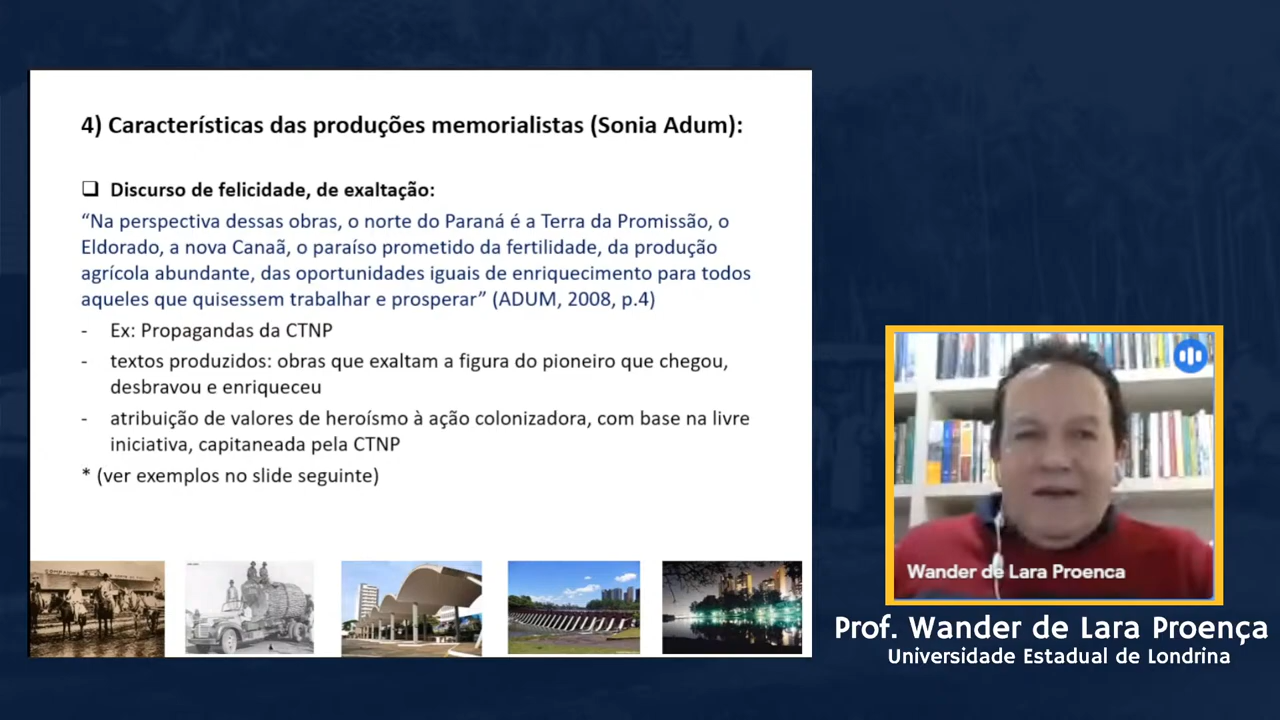 4) Características das produções memorialistas (Sonia Adum):
❑ Discurso de felicidade, de exaltação:
“Na perspectiva dessas obras, o norte do Paraná é a Terra da Promissão, o
Eldorado, a nova Canaã, o paraíso prometido da fertilidade, da produção
agrícola abundante, das oportunidades iguais de enriquecimento para todos
aqueles que quisessem trabalhar e prosperar” (ADUM, 2008, p.4)
- Ex: Propagandas da CTNP
- textos produzidos: obras que exaltam a figura do pioneiro que chegou,
desbravou e enriqueceu
- atribuição de valores de heroísmo à ação colonizadora, com base na livre
iniciativa, capitaneada pela CTNP
* (ver exemplos no slide seguinte)
Wander de Lara Proenca
Prof. Wander de Lara Proença
Universidade Estadual de Londrina